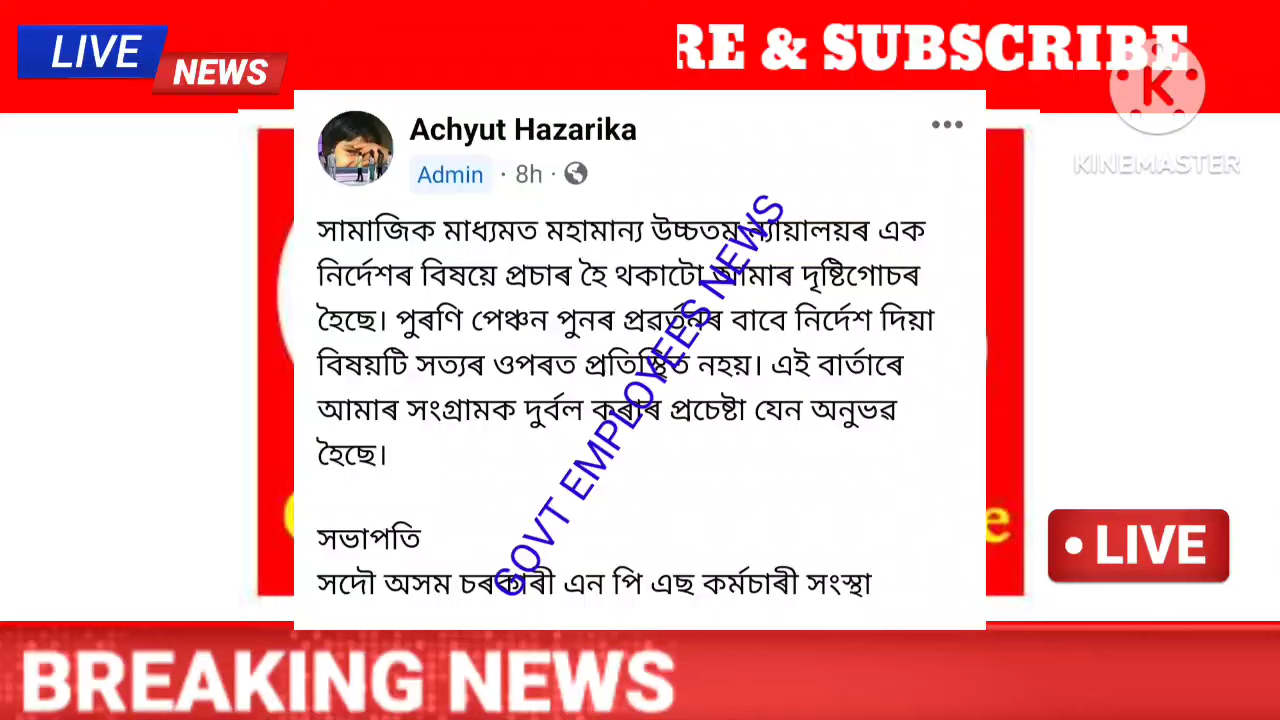 LIVE
NEWS
RE & SUBSCRIBE
KINEMASTER
Achyut Hazarika
Admin · 8h ·
সামাজিক মাধ্যমত মহামান্য উচ্চতম ন্যায়ালয়ৰ এক
নিৰ্দেশৰ বিষয়ে প্ৰচাৰ হৈ থকাটো আমাৰ দৃষ্টিগোচৰ
হৈছে। পুৰণি পেঞ্চন পুনৰ প্ৰৱৰ্তনৰ বাবে নিৰ্দেশ দিয়া
বিষয়টি সত্যৰ ওপৰত প্ৰতিস্থিত নহয়। এই বাৰ্তাৰে
আমাৰ সংগ্ৰামক দুৰ্বল কৰাৰ প্ৰচেষ্টা যেন অনুভৱ
হৈছে।
সভাপতি
সদৌ অসম চৰকাৰী এন পি এছ কৰ্মচাৰী সংস্থা
GOVT EMPLOYEES NEWS
LIVE
BREAKING NEWS